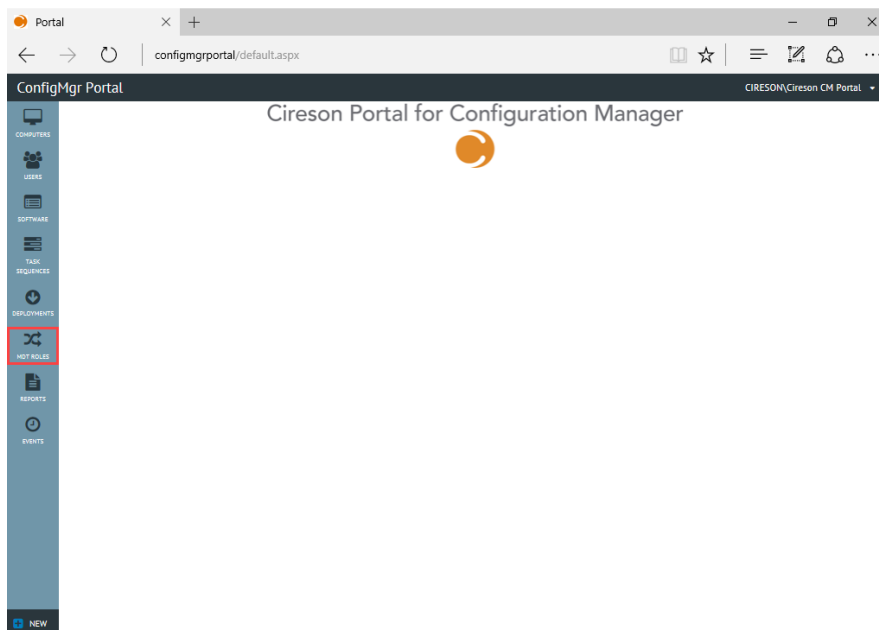 Portal
configmgrportal/default.aspx
ConfigMgr Portal
CIRESON\Cireson CM Portal
Cireson Portal for Configuration Manager
COMPUTERS
USERS
SOFTWARE
TASK
SEQUENCES
DEPLOYMENTS
MDT ROLES
REPORTS
EVENTS
NEW